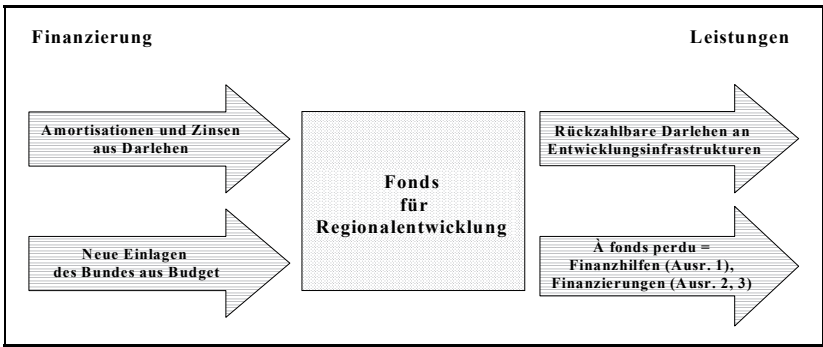 Finanzierung
Leistungen
Amortisationen und Zinsen
aus Darlehen
Neue Einlagen
des Bundes aus Budget
Fonds
für
Regionalentwicklung
Rückzahlbare Darlehen an
Entwicklungsinfrastrukturen
À fonds perdu =
Finanzhilfen (Ausr. 1),
Finanzierungen (Ausr. 2, 3)